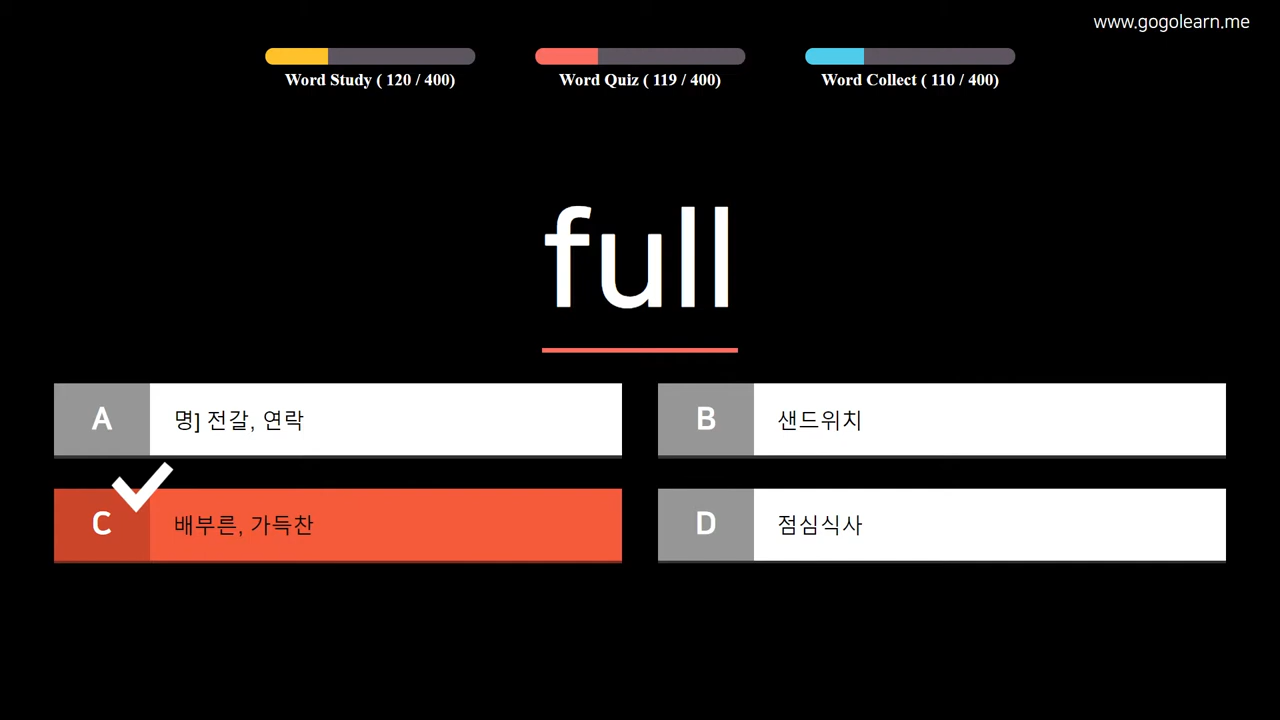 www.gogolearn.me
Word Study ( 120 / 400)
Word Quiz ( 119 / 400)
Word Collect ( 110 / 400)
full
A 명] 전갈, 연락
B 샌드위치
C 배부른, 가득찬
D 점심식사